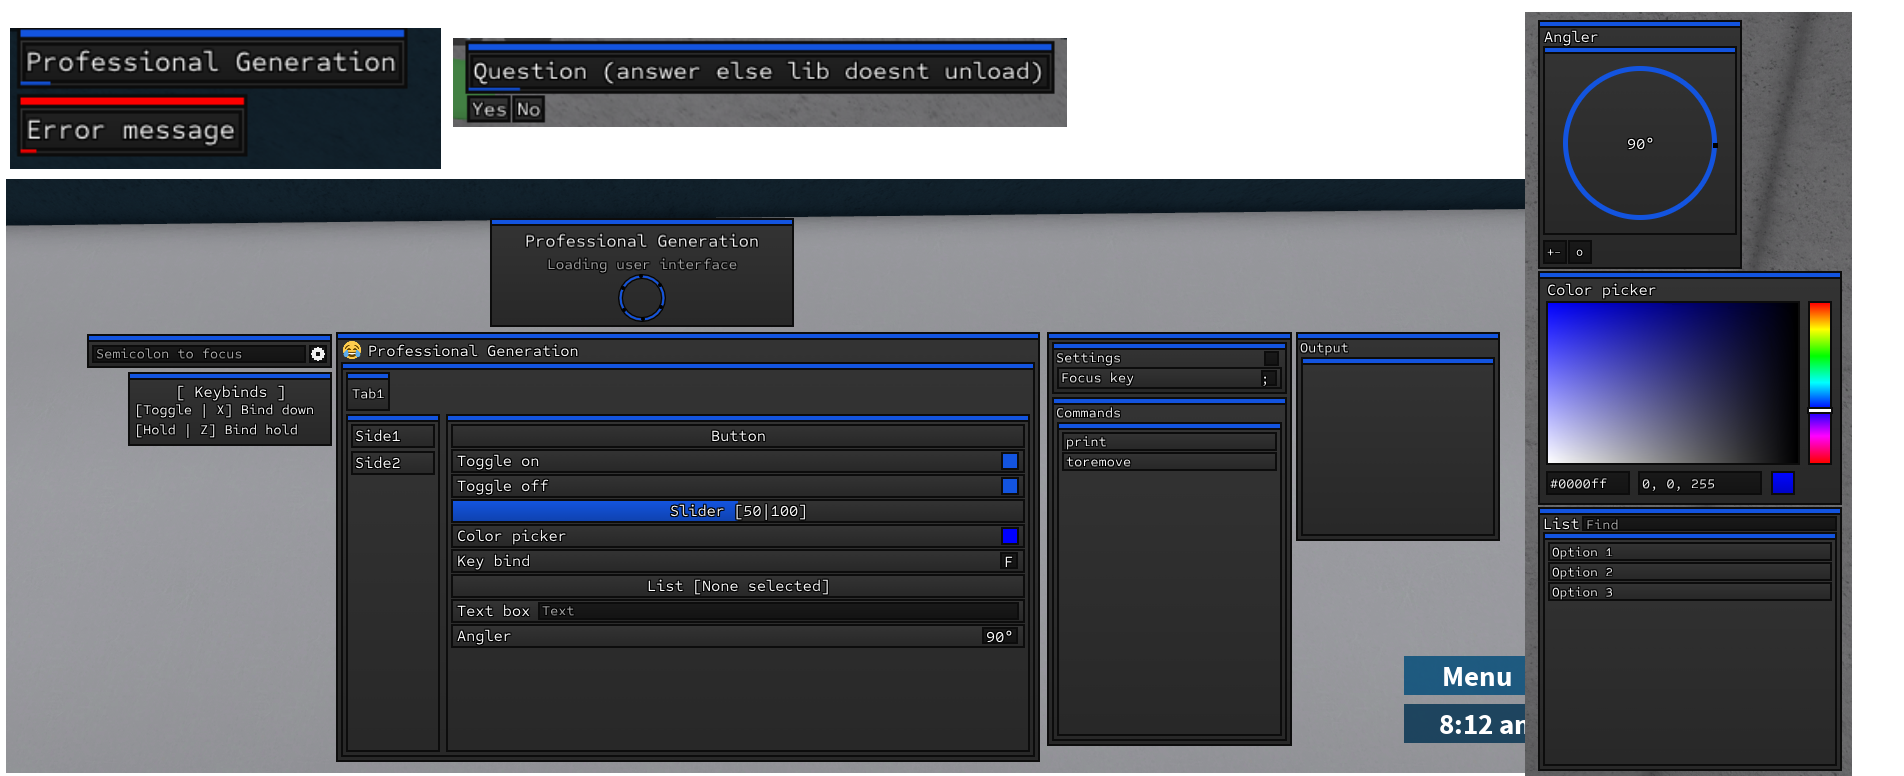 Professional Generation
Error message
Question (answer else lib doesnt unload)
Yes No
Professional Generation
Loading user interface
Semicolon to focus
[ Keybinds ]
[Toggle | X] Bind down
[Hold | Z] Bind hold
Professional Generation
Tab1
Side1
Side2
Button
Toggle on
Toggle off
Slider [50|100]
Color picker
Key bind F
List [None selected]
Text box Text
Angler 90°
Settings
Focus key ;
Commands
print
toremove
Output
Menu
8:12 am
Angler
90°
+- o
Color picker
#0000ff 0, 0, 255
List Find
Option 1
Option 2
Option 3